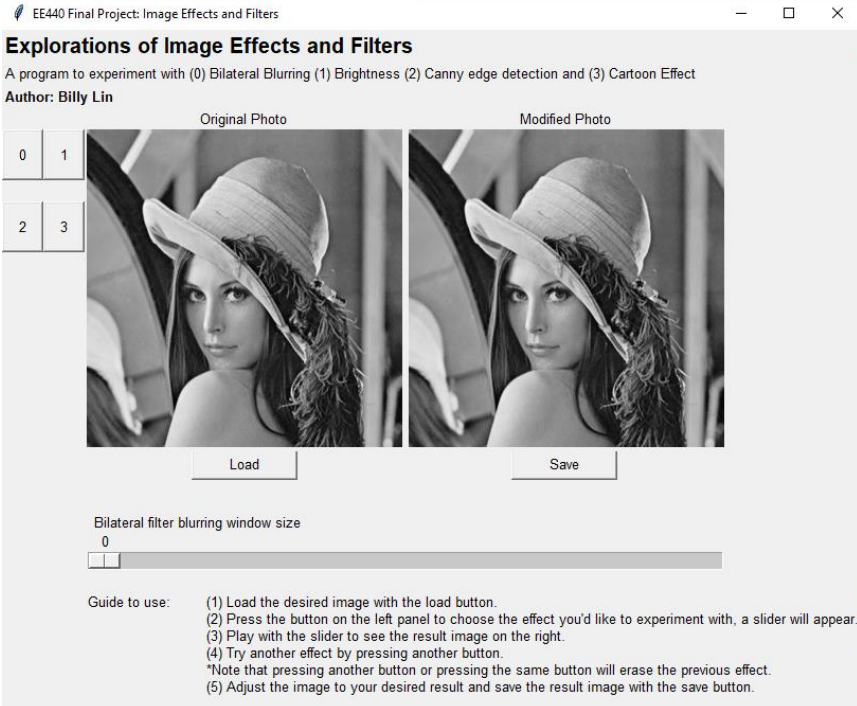 EE440 Final Project: Image Effects and Filters
Explorations of Image Effects and Filters
A program to experiment with (0) Bilateral Blurring (1) Brightness (2) Canny edge detection and (3) Cartoon Effect
Author: Billy Lin
Original Photo
Modified Photo
0 1
2 3
Load
Save
Bilateral filter blurring window size
0
Guide to use: (1) Load the desired image with the load button.
(2) Press the button on the left panel to choose the effect you'd like to experiment with, a slider will appear.
(3) Play with the slider to see the result image on the right.
(4) Try another effect by pressing another button.
*Note that pressing another button or pressing the same button will erase the previous effect.
(5) Adjust the image to your desired result and save the result image with the save button.